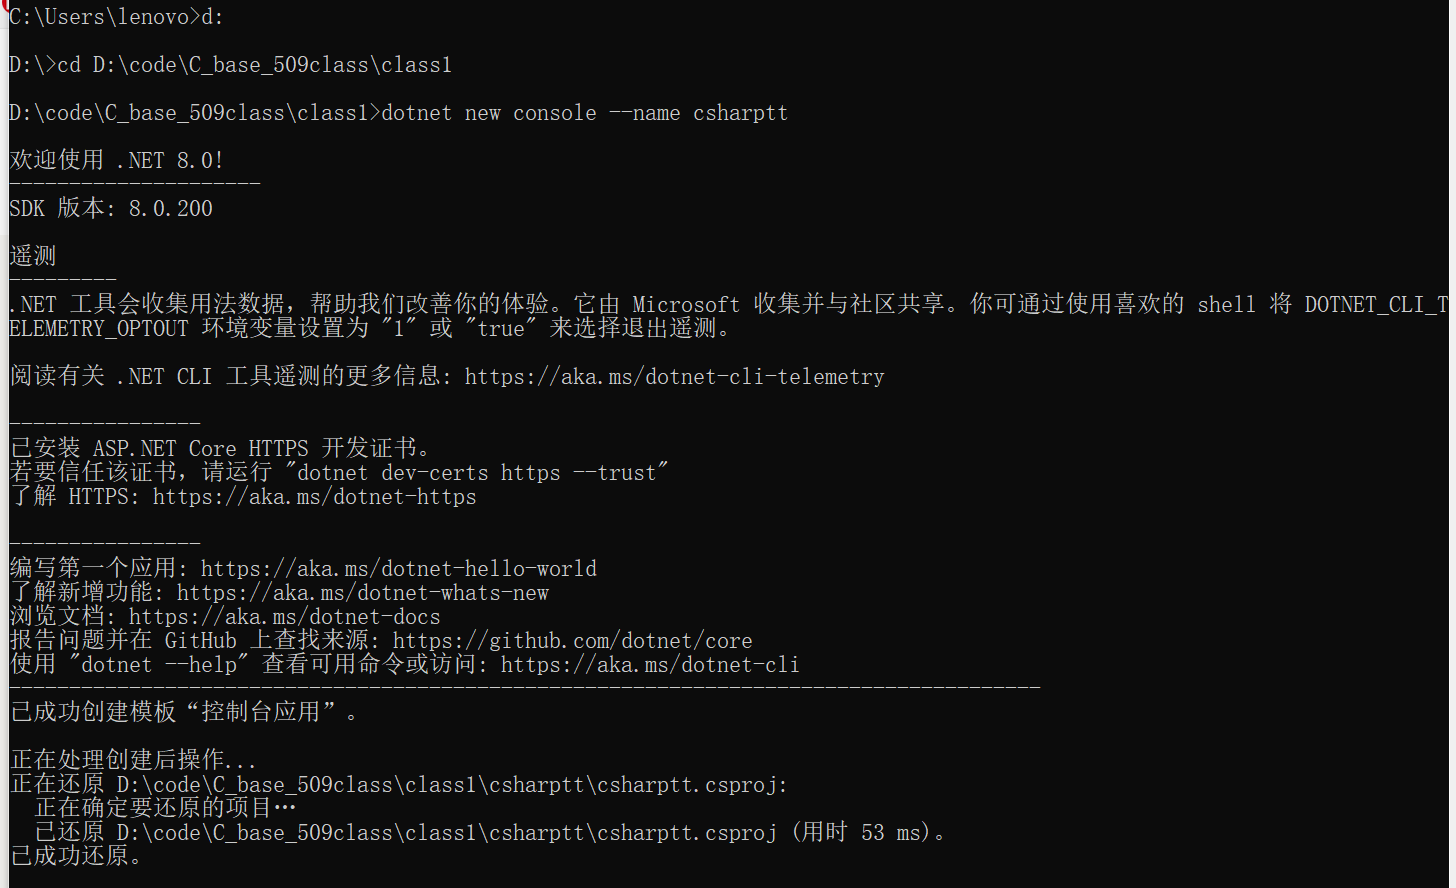 C:\Users\lenovo>d:
D:\>cd D:\code\C_base_509class\class1
D:\code\C_base_509class\class1>dotnet new console --name csharptt
欢迎使用 .NET 8.0!
---------------------
SDK 版本: 8.0.200
遥测
---------
.NET 工具会收集用法数据，帮助我们改善你的体验。它由 Microsoft 收集并与社区共享。你可通过使用喜欢的 shell 将 DOTNET_CLI_T
ELEMETRY_OPTOUT 环境变量设置为 "1" 或 "true" 来选择退出遥测。
阅读有关 .NET CLI 工具遥测的更多信息: https://aka.ms/dotnet-cli-telemetry
----------------
已安装 ASP.NET Core HTTPS 开发证书。
若要信任该证书，请运行 "dotnet dev-certs https --trust"
了解 HTTPS: https://aka.ms/dotnet-https
----------------
编写第一个应用: https://aka.ms/dotnet-hello-world
了解新增功能: https://aka.ms/dotnet-whats-new
浏览文档: https://aka.ms/dotnet-docs
报告问题并在 GitHub 上查找来源: https://github.com/dotnet/core
使用 "dotnet --help" 查看可用命令或访问: https://aka.ms/dotnet-cli
--------------------------------------------------------------------------------------
已成功创建模板“控制台应用”。
正在处理创建后操作...
正在还原 D:\code\C_base_509class\class1\csharptt\csharptt.csproj:
正在确定要还原的项目…
已还原 D:\code\C_base_509class\class1\csharptt\csharptt.csproj (用时 53 ms)。
已成功还原。